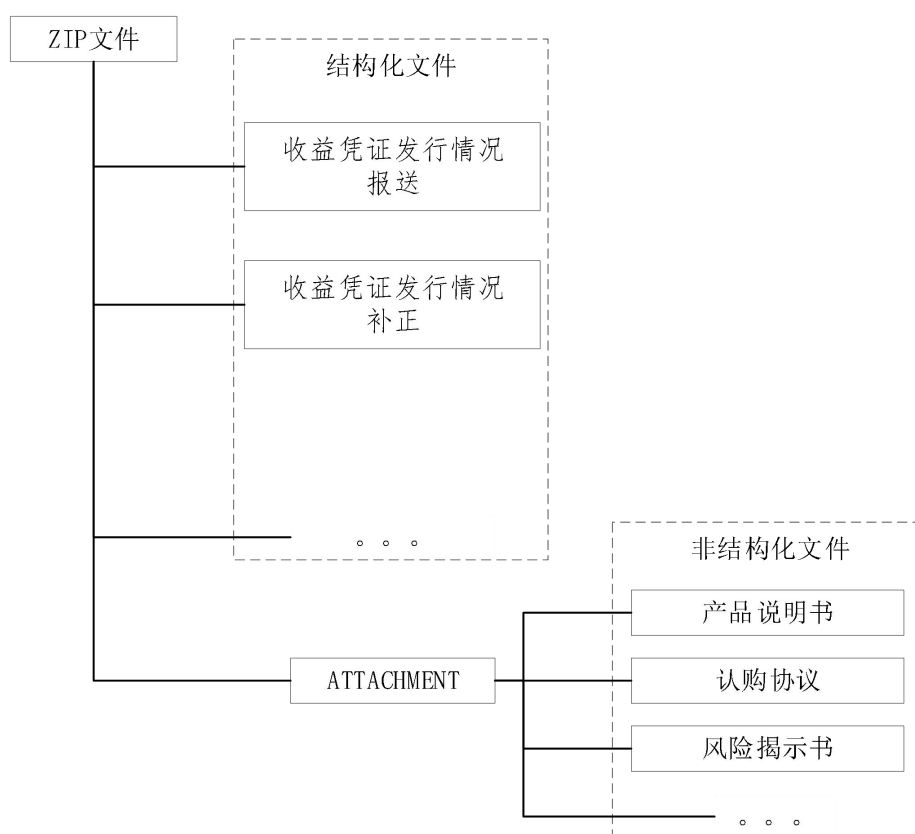 ZIP文件
结构化文件
收益凭证发行情况
报送
收益凭证发行情况
补正
。。。
非结构化文件
产品说明书
ATTACHMENT
认购协议
风险揭示书
。。。